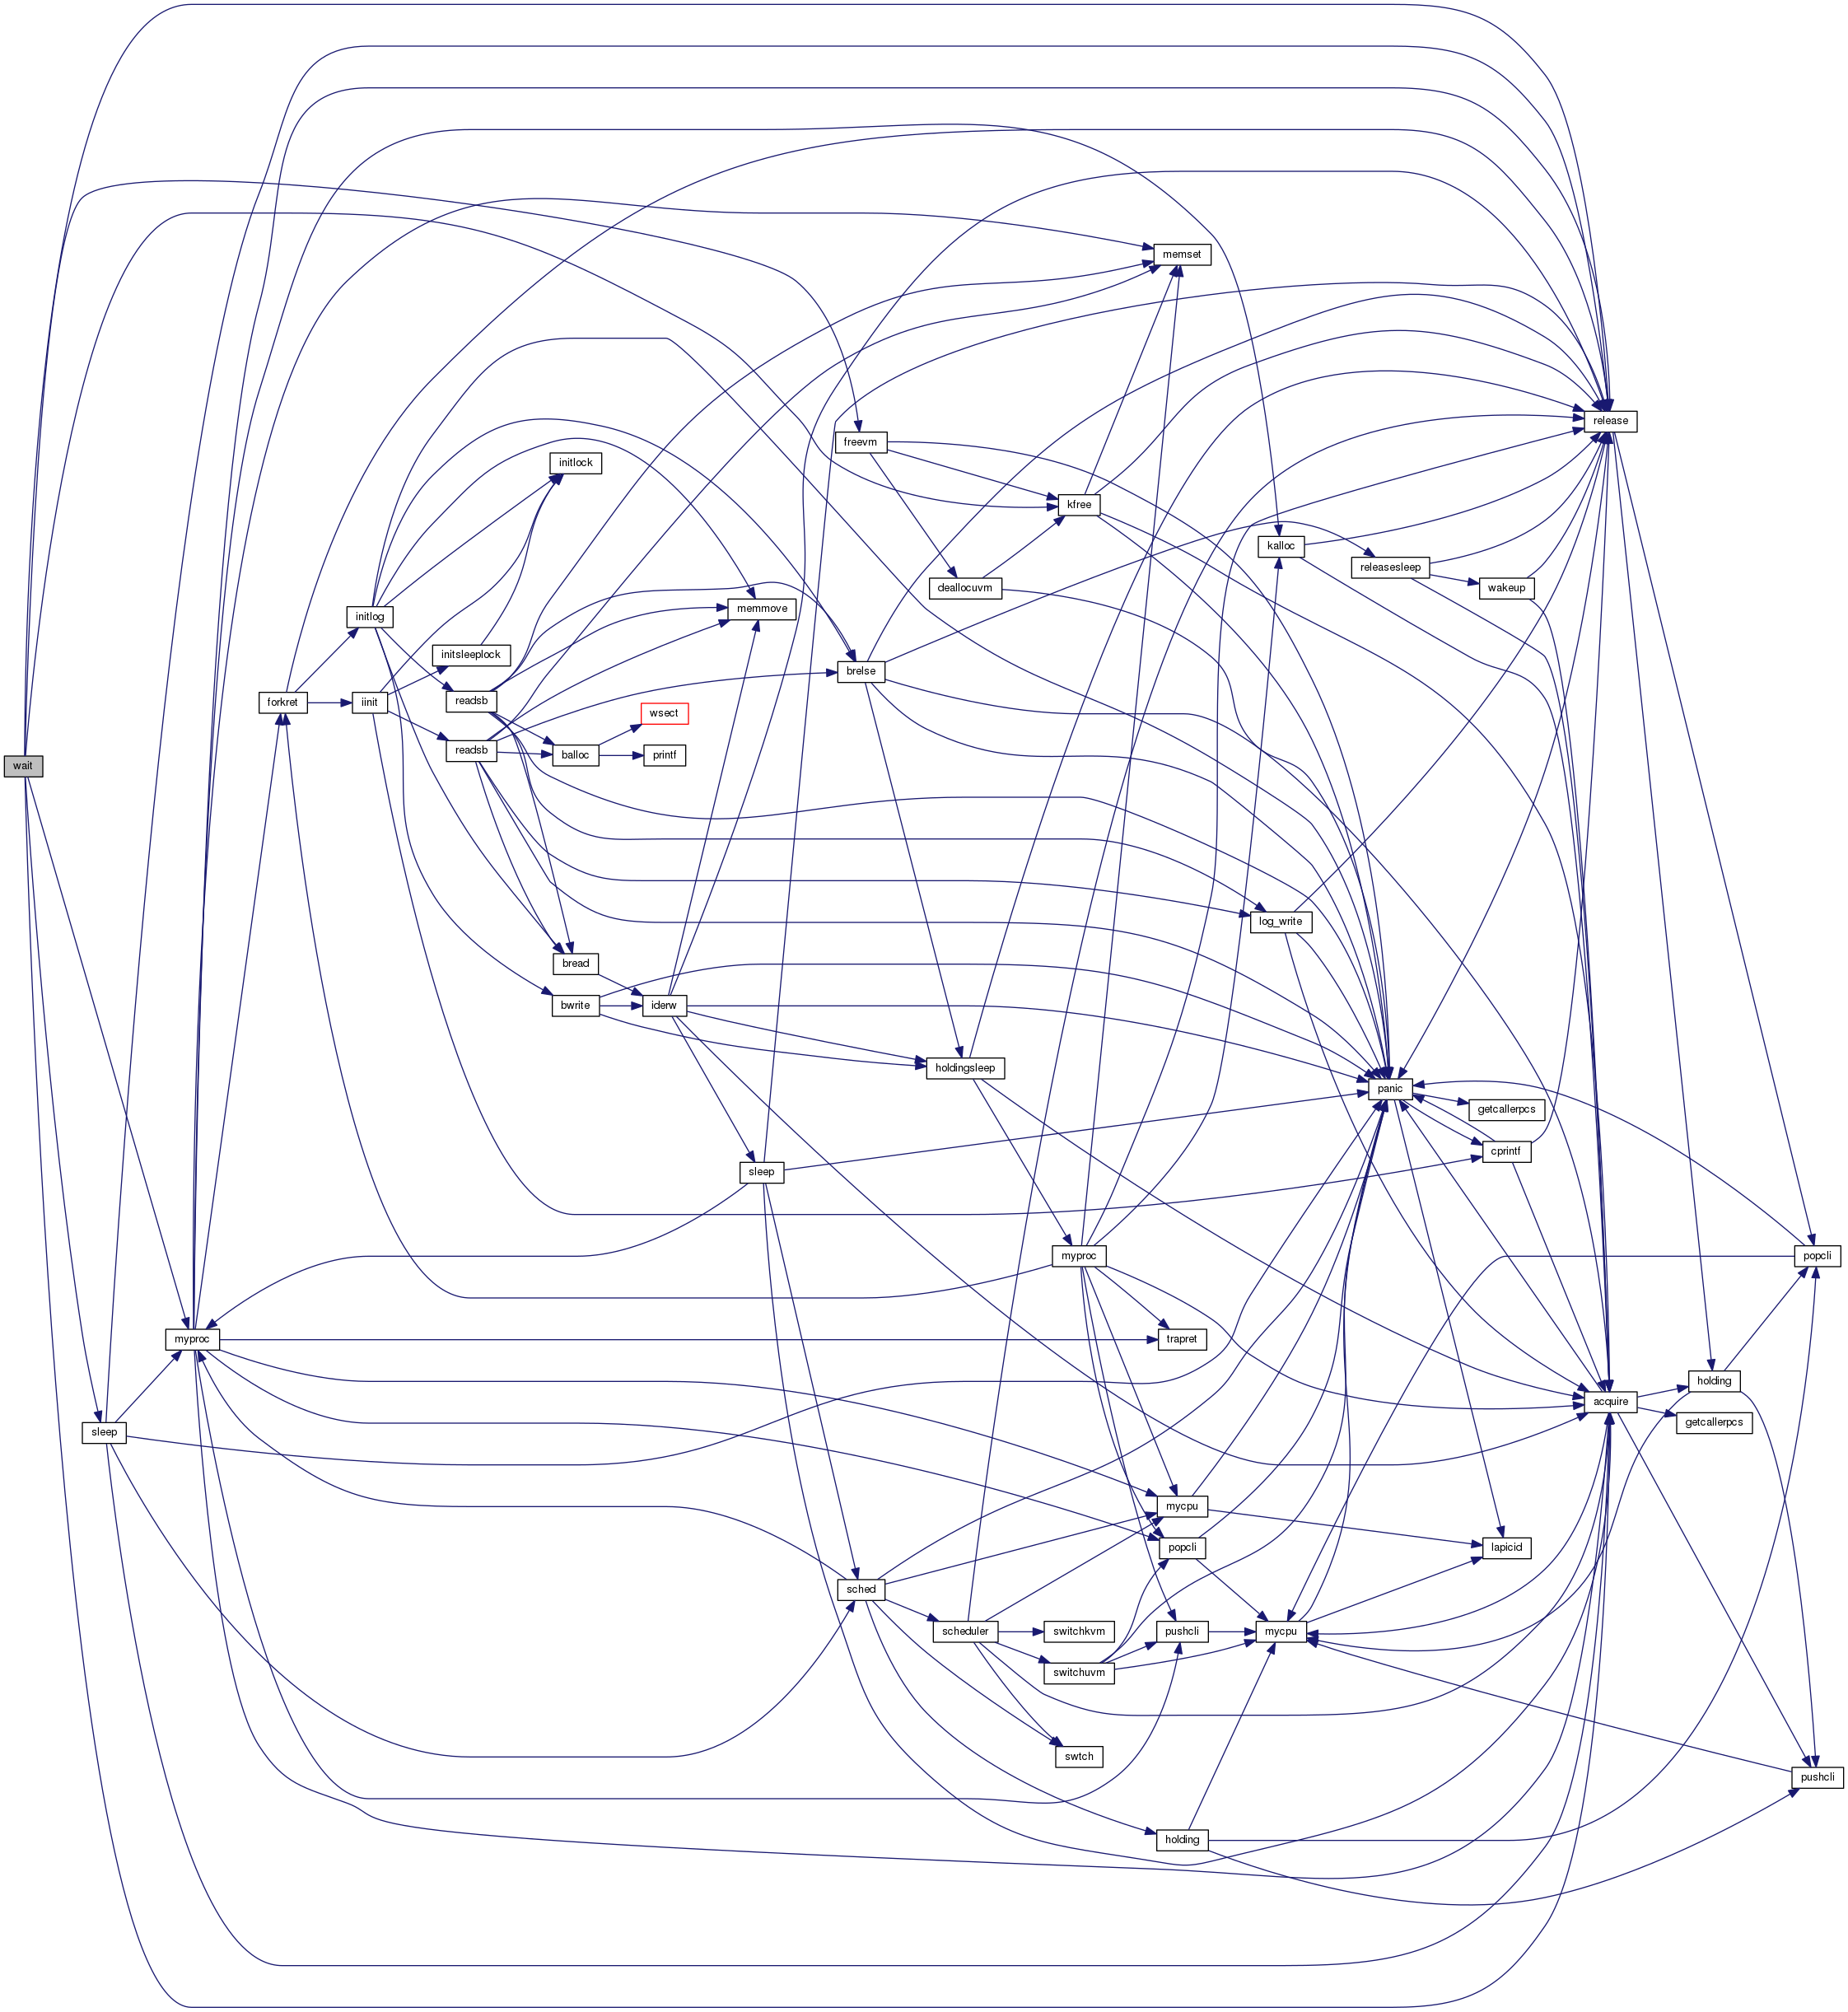 memset
release
freevm
initlock
kfree
kalloc
releasesleep
deallocuvm
wakeup
memmove
initlog
initsleeplock
brelse
forkret
iinit
readsb
wsect
readsb
balloc
printf
wait
log_write
bread
bwrite
iderw
holdingsleep
panic
getcallerpcs
cprintf
sleep
myproc
popcli
myproc
trapret
holding
acquire
getcallerpcs
sleep
mycpu
popcli
lapicid
sched
scheduler
switchkvm
pushcli
mycpu
switchuvm
swtch
pushcli
holding